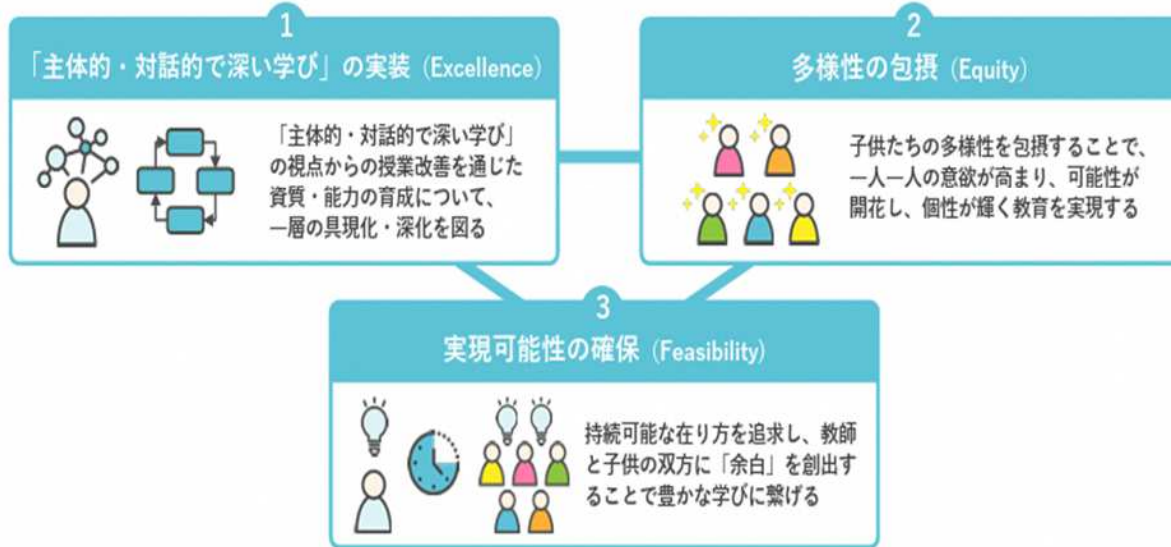 1
「主体的・対話的で深い学び」の実装（Excellence）
「主体的・対話的で深い学び」
の視点からの授業改善を通じた
資質・能力の育成について、
一層の具現化・深化を図る
2
多様性の包摂（Equity）
子供たちの多様性を包摂することで、
一人一人の意欲が高まり、可能性が
開花し、個性が輝く教育を実現する
3
実現可能性の確保（Feasibility）
持続可能な在り方を追求し、教師
と子供の双方に「余白」を創出す
ることで豊かな学びに繋げる